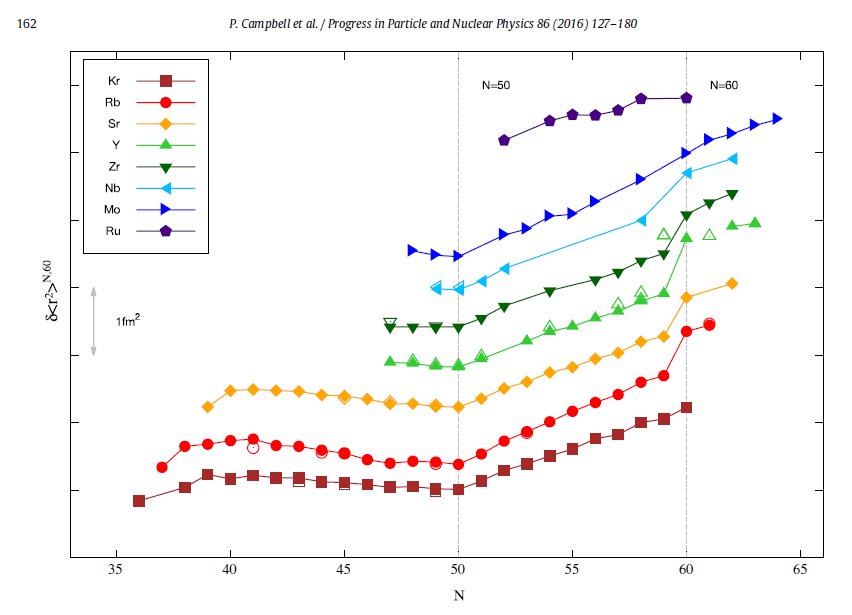 162
P. Campbell et al. / Progress in Particle and Nuclear Physics 86 (2016) 127–180
Kr
Rb
Sr
Y
Zr
Nb
Mo
Ru
N=50
N=60
δ<r²>ᴺ,⁶⁰
1fm²
35
40
45
50
55
60
65
N